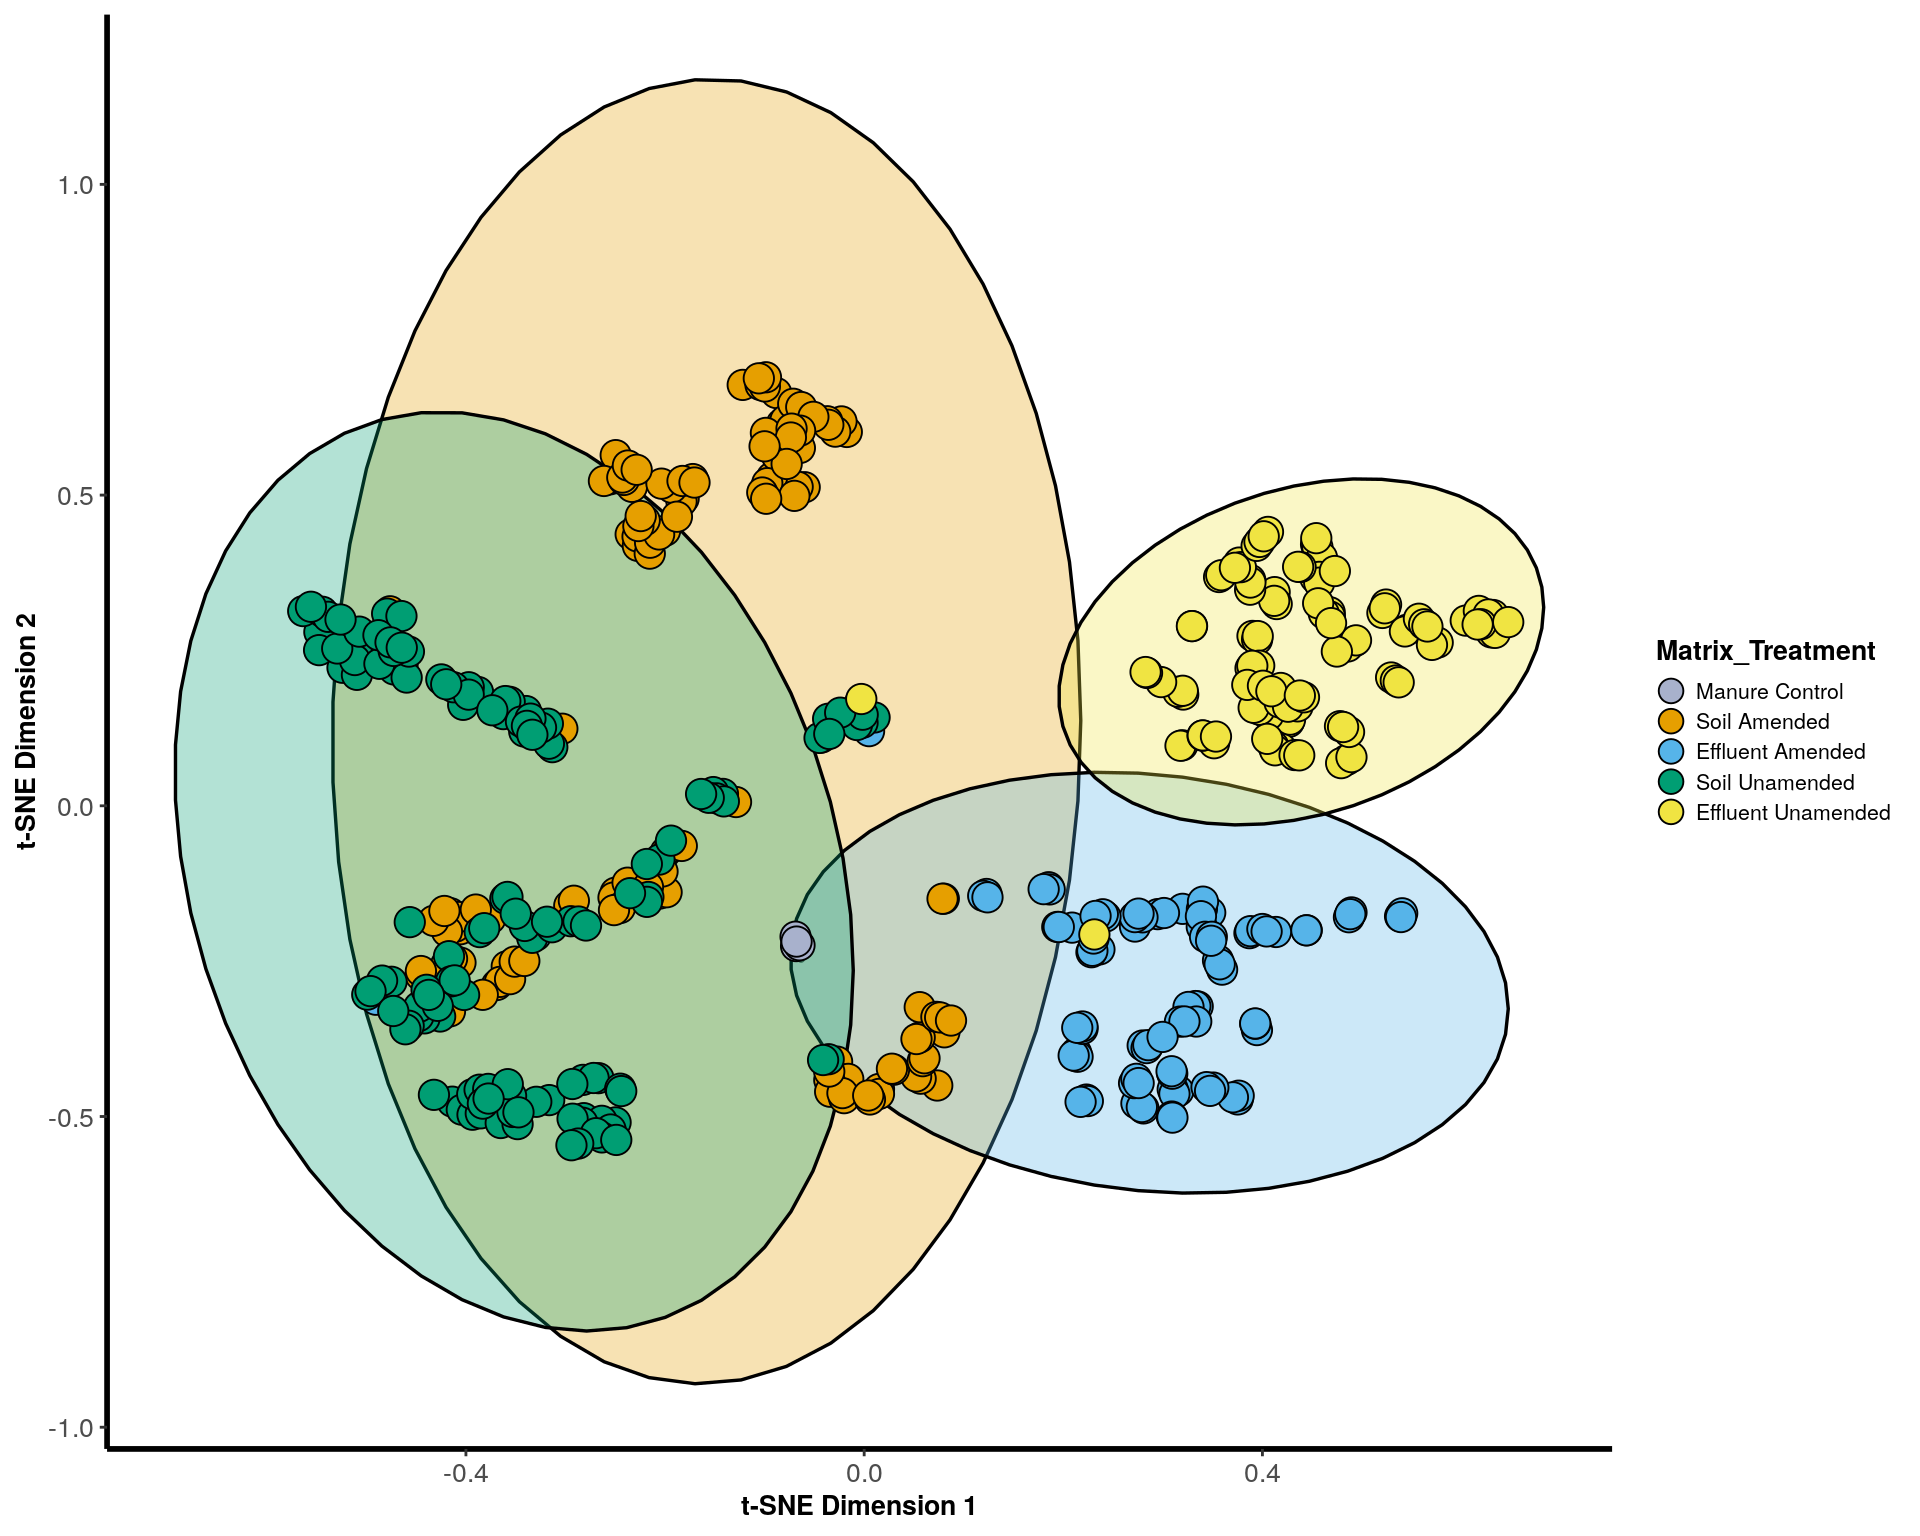 1.0
0.5
0.0
-0.5
-1.0
t-SNE Dimension 2
-0.4
0.0
0.4
t-SNE Dimension 1
Matrix_Treatment
Manure Control
Soil Amended
Effluent Amended
Soil Unamended
Effluent Unamended